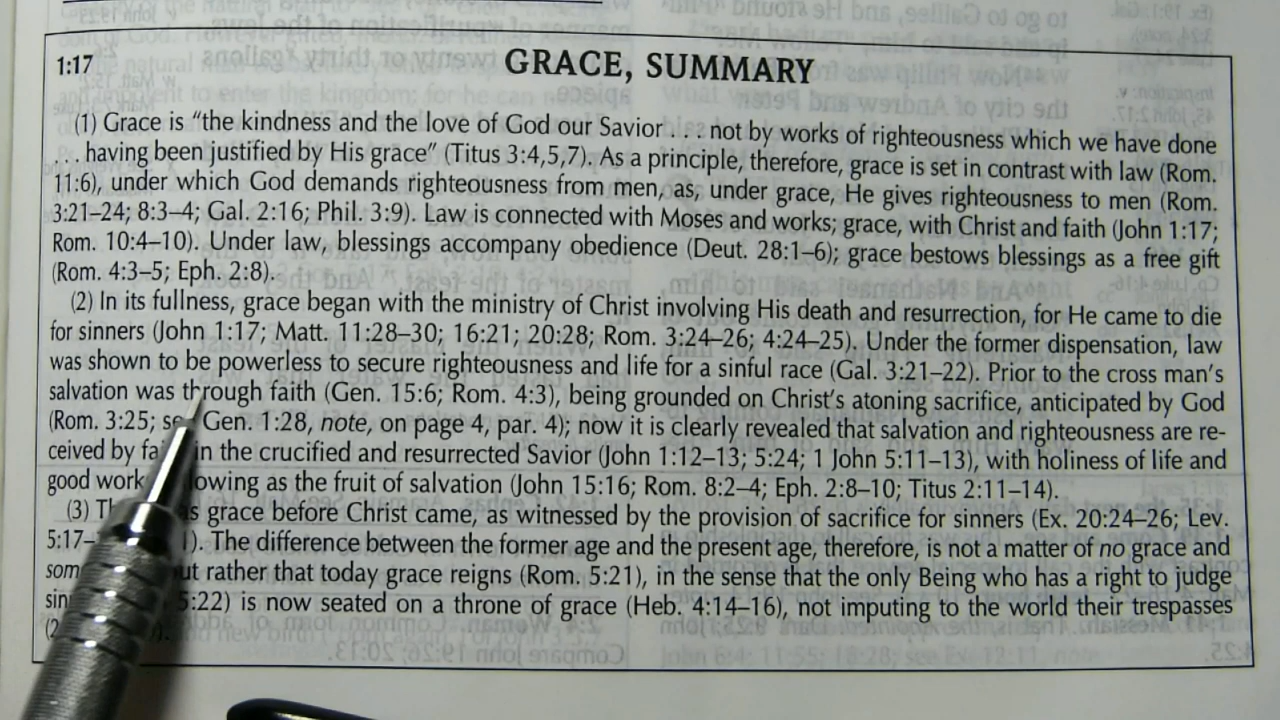 1:17 GRACE, SUMMARY
(1) Grace is “the kindness and the love of God our Savior . . . . not by works of righteousness which we have done
. . . having been justified by His grace” (Titus 3:4,5,7). As a principle, therefore, grace is set in contrast with law (Rom.
11:6), under which God demands righteousness from men, as, under grace, He gives righteousness to men (Rom.
3:21–24; 8:3–4; Gal. 2:16; Phil. 3:9). Law is connected with Moses and works; grace, with Christ and faith (John 1:17;
Rom. 10:4–10). Under law, blessings accompany obedience (Deut. 28:1–6); grace bestows blessings as a free gift
(Rom. 4:3–5; Eph. 2:8).
(2) In its fullness, grace began with the ministry of Christ involving His death and resurrection, for He came to die
for sinners (John 1:17; Matt. 11:28–30; 16:21; 20:28; Rom. 3:24–26; 4:24–25). Under the former dispensation, law
was shown to be powerless to secure righteousness and life for a sinful race (Gal. 3:21–22). Prior to the cross man's
salvation was through faith (Gen. 15:6; Rom. 4:3), being grounded on Christ's atoning sacrifice, anticipated by God
(Rom. 3:25; Gen. 1:28, note, on page 4, par. 4); now it is clearly revealed that salvation and righteousness are re-
ceived by in the crucified and resurrected Savior (John 1:12–13; 5:24; 1 John 5:11–13), with holiness of life and
good as the fruit of salvation (John 15:16; Rom. 8:2–4; Eph. 2:8–10; Titus 2:11–14).
(3) grace before Christ came, as witnessed by the provision of sacrifice for sinners (Ex. 20:24–26; Lev.
5:17– ). The difference between the former age and the present age, therefore, is not a matter of no grace and
rather that today grace reigns (Rom. 5:21), in the sense that the only Being who has a right to judge
5:22) is now seated on a throne of grace (Heb. 4:14–16), not imputing to the world their trespasses